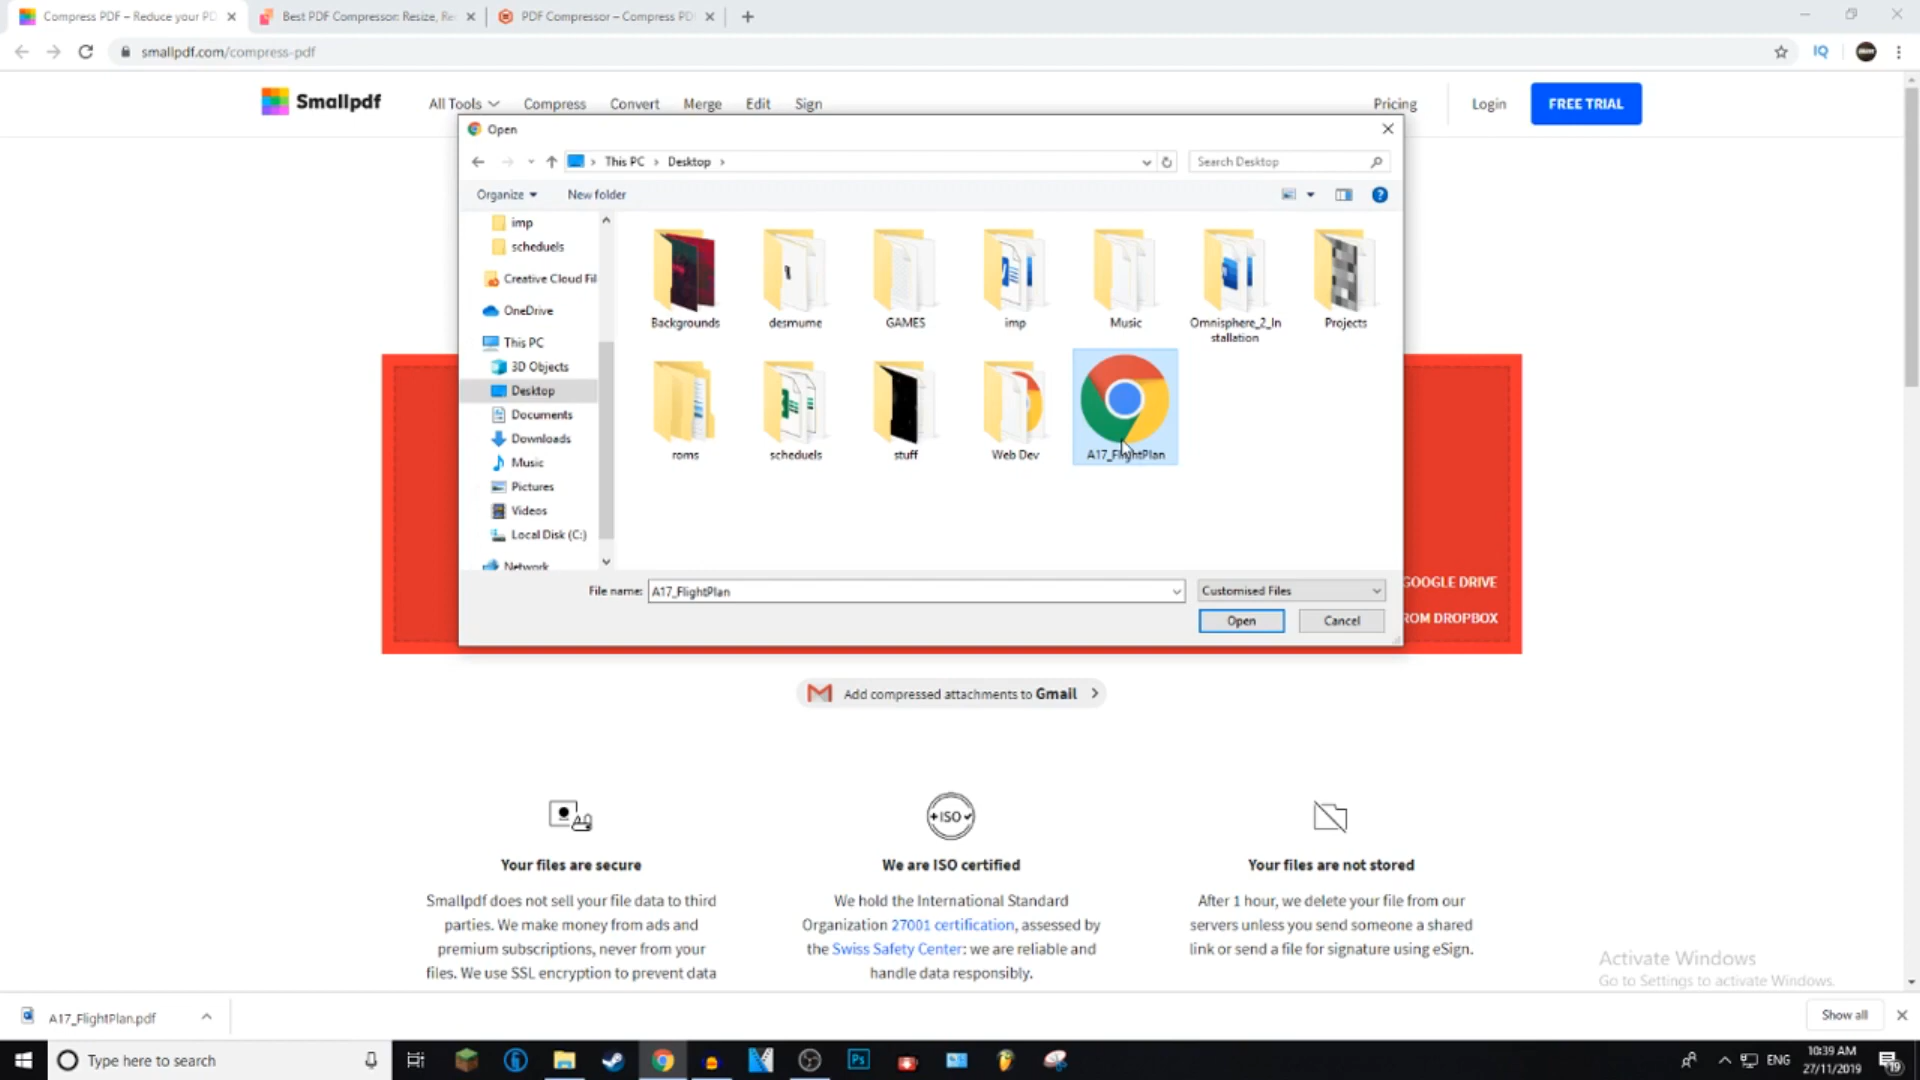 Compress PDF – Reduce your PD
Best PDF Compressor: Resize, Re
PDF Compressor – Compress PD
smallpdf.com/compress-pdf
IQ
Smallpdf
All Tools
Compress
Convert
Merge
Edit
Sign
Pricing
Login
FREE TRIAL
Open
This PC
Desktop
Search Desktop
Organize
New folder
imp
scheduels
Creative Cloud Fil
OneDrive
This PC
3D Objects
Desktop
Documents
Downloads
Music
Pictures
Videos
Local Disk (C:)
Network
Backgrounds
desmume
GAMES
imp
Music
Omnisphere_2_In
stallation
Projects
roms
scheduels
stuff
Web Dev
A17_FlightPlan
File name:
A17_FlightPlan
Customised Files
Open
Cancel
GOOGLE DRIVE
ROM DROPBOX
Add compressed attachments to Gmail
+ISO
Your files are secure
We are ISO certified
Your files are not stored
Smallpdf does not sell your file data to third
parties. We make money from ads and
premium subscriptions, never from your
files. We use SSL encryption to prevent data
We hold the International Standard
Organization 27001 certification, assessed by
the Swiss Safety Center: we are reliable and
handle data responsibly.
After 1 hour, we delete your file from our
servers unless you send someone a shared
link or send a file for signature using eSign.
Activate Windows
Go to Settings to activate Windows.
A17_FlightPlan.pdf
Show all
Type here to search
Ps
ENG
10:39 AM
27/11/2019
19